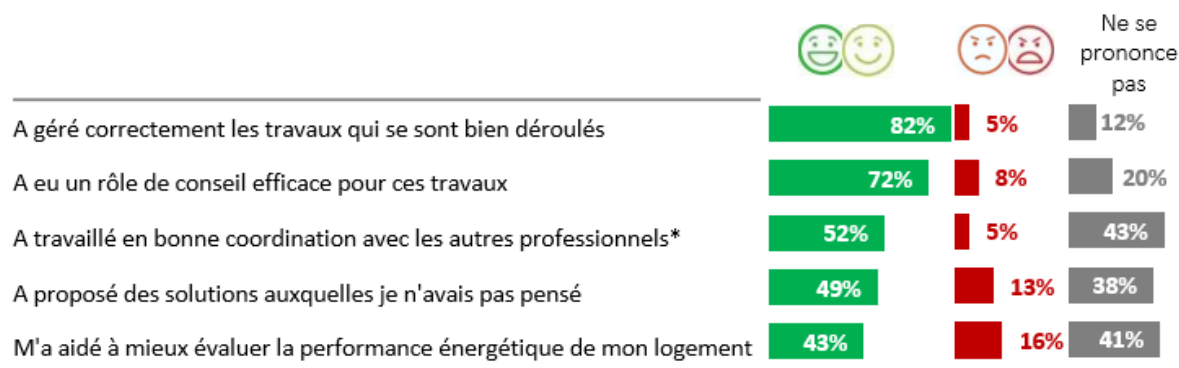 Ne se
prononce
pas
A géré correctement les travaux qui se sont bien déroulés 82% 5% 12%
A eu un rôle de conseil efficace pour ces travaux 72% 8% 20%
A travaillé en bonne coordination avec les autres professionnels* 52% 5% 43%
A proposé des solutions auxquelles je n'avais pas pensé 49% 13% 38%
M'a aidé à mieux évaluer la performance énergétique de mon logement 43% 16% 41%